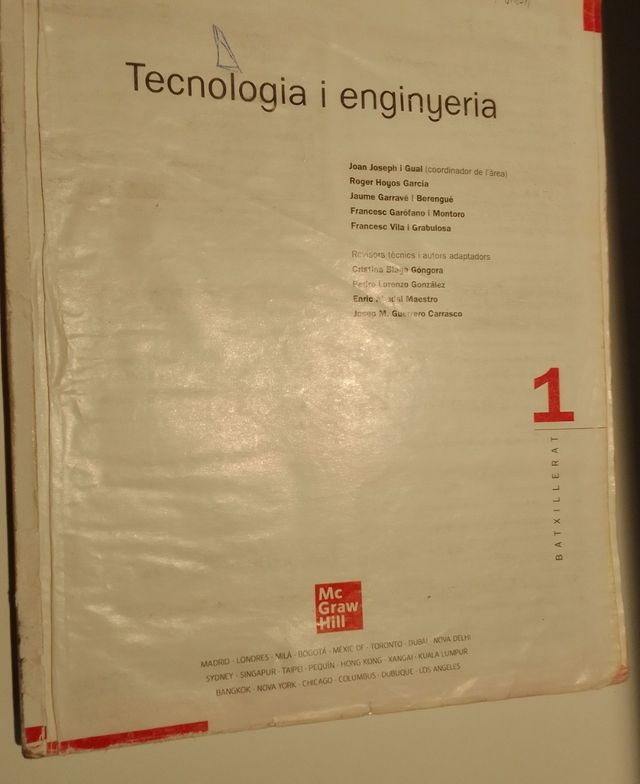 Tecnologia i enginyeria
Joan Joseph i Gual (coordinador de l'àrea)
Roger Hoyos Garcia
Jaume Garravé i Berengué
Francesc Garófano i Montoro
Francesc Vila i Grabulosa
Revisors tècnics i autors adaptadors
Cristina Blaya Góngora
Pedro Lorenzo González
Enric Maestro
Josep M. Guerrero Carrasco
1
BATXILLERAT
Mc
Graw
Hill
MADRID - LONDRES - MILÀ - BOGOTÀ - MÈXIC DF - TORONTO - DUBAI - NOVA DELHI
SYDNEY - SINGAPUR - TAIPEI - PEQUÍN - HONG KONG - XANGAI - KUALA LUMPUR
BANGKOK - NOVA YORK - CHICAGO - COLUMBUS - DUBUQUE - LOS ANGELES